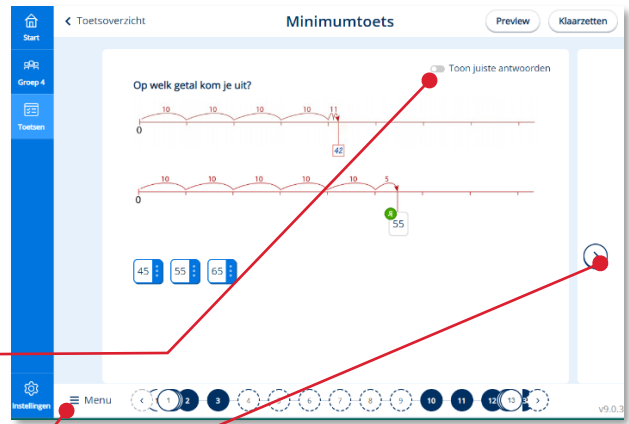 Start
Groep 4
Toetsen
Instellingen
Toetsoverzicht
Minimumtoets
Preview
Klaarzetten
Toon juiste antwoorden
Op welk getal kom je uit?
10 10 10 10 11
0
42
10 10 10 10 10 5
0
55
45 55 65
Menu
1 2 3 4 5 6 7 8 9 10 11 12 13
v9.0.3